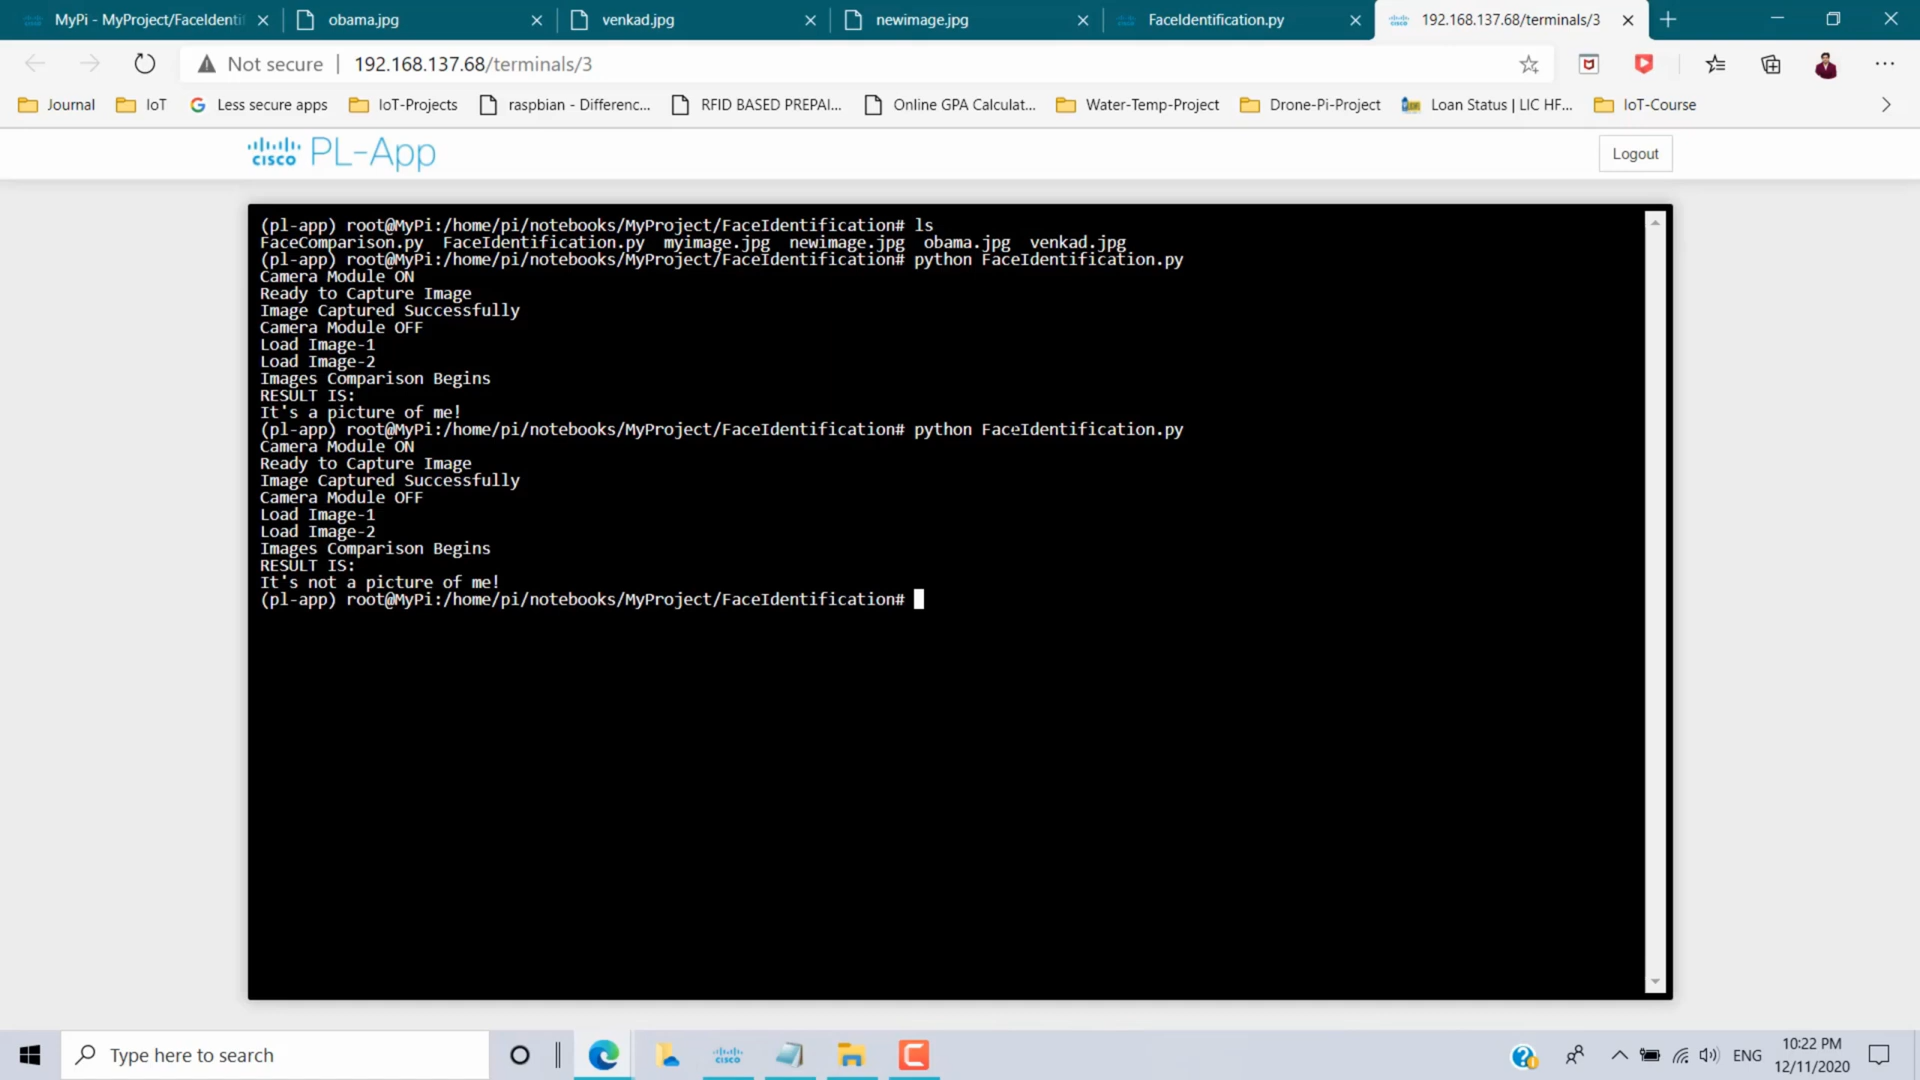 MyPi - MyProject/FaceIdenti
obama.jpg
venkad.jpg
newimage.jpg
FaceIdentification.py
192.168.137.68/terminals/3
Not secure | 192.168.137.68/terminals/3
Journal
IoT
Less secure apps
IoT-Projects
raspbian - Differenc...
RFID BASED PREPAI...
Online GPA Calculat...
Water-Temp-Project
Drone-Pi-Project
Loan Status | LIC HF...
IoT-Course
cisco PL-App
Logout
(pl-app) root@MyPi:/home/pi/notebooks/MyProject/FaceIdentification# ls
FaceComparison.py  FaceIdentification.py  myimage.jpg  newimage.jpg  obama.jpg  venkad.jpg
(pl-app) root@MyPi:/home/pi/notebooks/MyProject/FaceIdentification# python FaceIdentification.py
Camera Module ON
Ready to Capture Image
Image Captured Successfully
Camera Module OFF
Load Image-1
Load Image-2
Images Comparison Begins
RESULT IS:
It's a picture of me!
(pl-app) root@MyPi:/home/pi/notebooks/MyProject/FaceIdentification# python FaceIdentification.py
Camera Module ON
Ready to Capture Image
Image Captured Successfully
Camera Module OFF
Load Image-1
Load Image-2
Images Comparison Begins
RESULT IS:
It's not a picture of me!
(pl-app) root@MyPi:/home/pi/notebooks/MyProject/FaceIdentification#
Type here to search
cisco
ENG
10:22 PM
12/11/2020